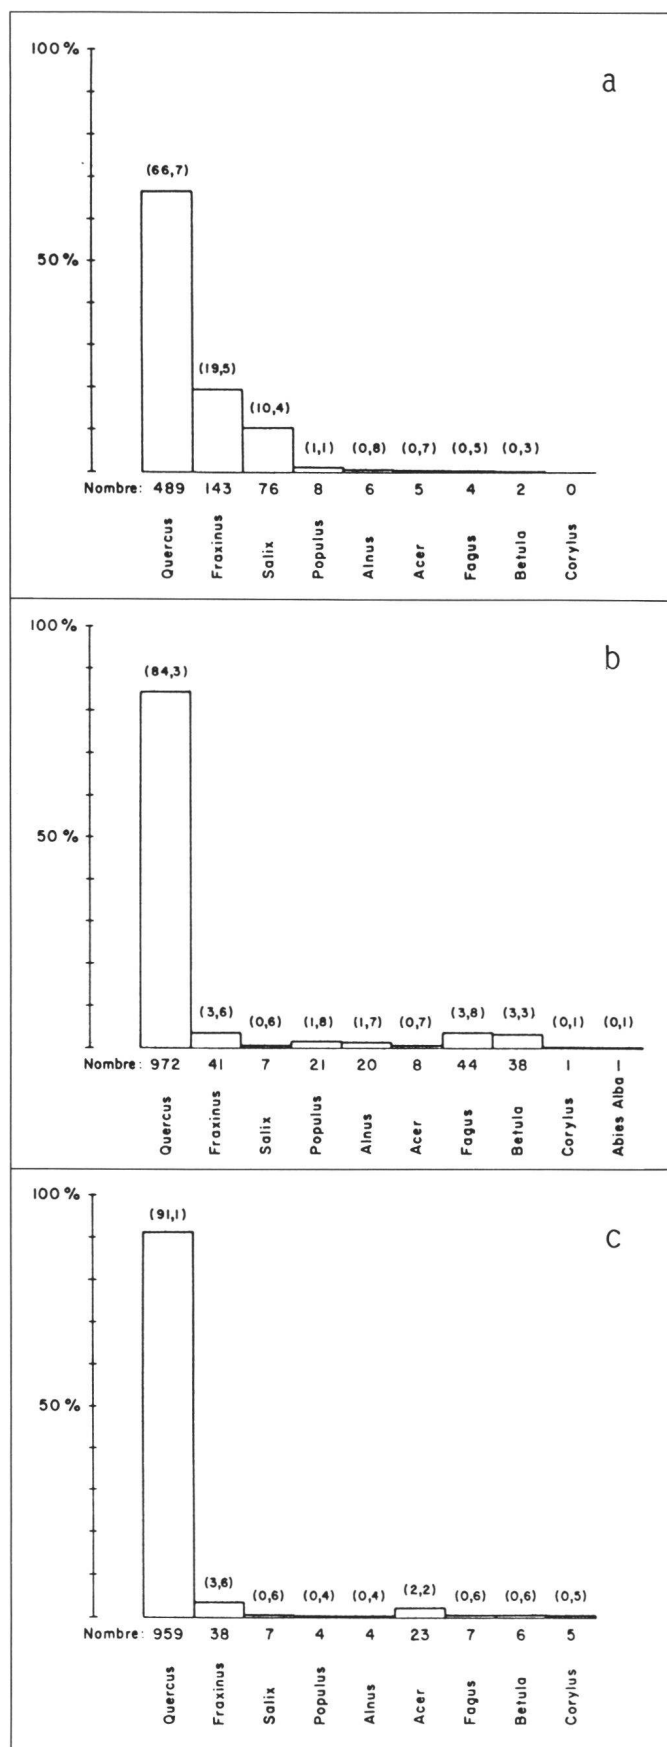 100%
a
(66,7)
50%
(19,5)
(10,4)
(1,1) (0,8) (0,7) (0,5) (0,3)
Nombre: 489 143 76 8 6 5 4 2 0
Quercus Fraxinus Salix Populus Alnus Acer Fagus Betula Corylus
100%
b
(84,3)
50%
(3,6) (0,6) (1,8) (1,7) (0,7) (3,8) (3,3) (0,1) (0,1)
Nombre: 972 41 7 21 20 8 44 38 1 1
Quercus Fraxinus Salix Populus Alnus Acer Fagus Betula Corylus Abies Alba
100%
(91,1)
c
50%
(3,6) (0,6) (0,4) (0,4) (2,2) (0,6) (0,6) (0,5)
Nombre: 959 38 7 4 4 23 7 6 5
Quercus Fraxinus Salix Populus Alnus Acer Fagus Betula Corylus